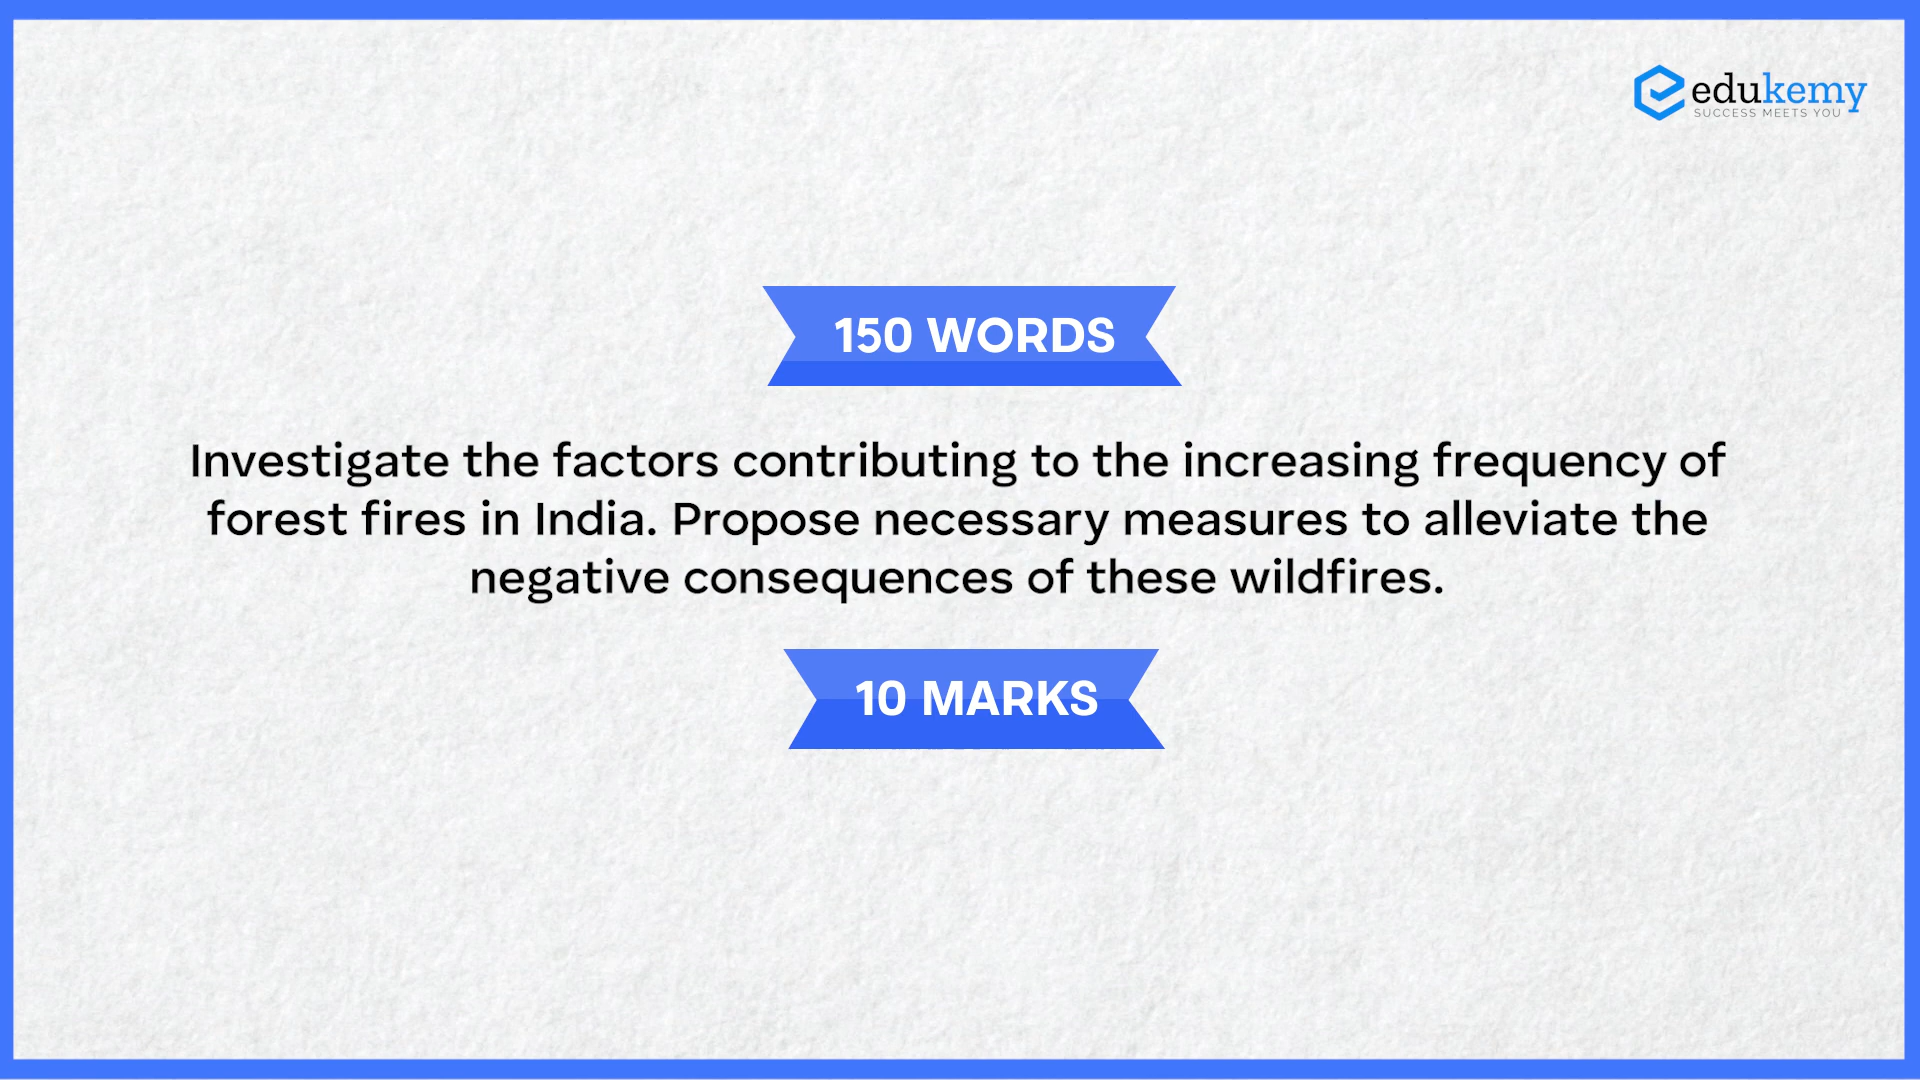 edukemy
SUCCESS MEETS YOU
150 WORDS
Investigate the factors contributing to the increasing frequency of
forest fires in India. Propose necessary measures to alleviate the
negative consequences of these wildfires.
10 MARKS